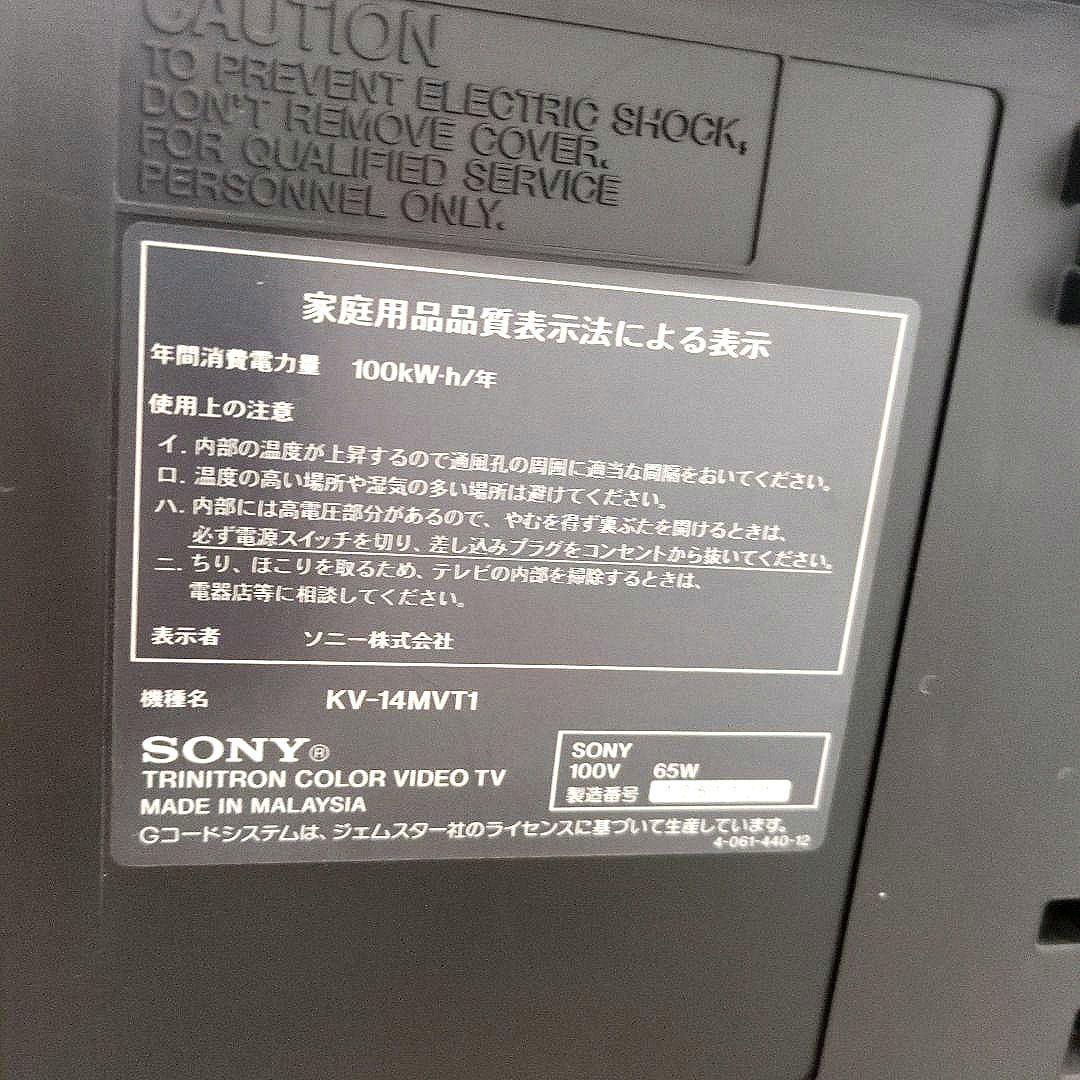 CAUTION
TO PREVENT ELECTRIC SHOCK,
DON'T REMOVE COVER.
FOR QUALIFIED SERVICE
PERSONNEL ONLY.
家庭用品品質表示法による表示
年間消費電力量 100kW·h/年
使用上の注意
イ. 内部の温度が上昇するので通風孔の周囲に適当な間隔をおいてください。
ロ. 温度の高い場所や湿気の多い場所は避けてください。
ハ. 内部には高電圧部分があるので、やむを得ず裏ぶたを開けるときは、
必ず電源スイッチを切り、差し込みプラグをコンセントから抜いてください。
ニ. ちり、ほこりを取るため、テレビの内部を掃除するときは、
電器店等に相談してください。
表示者 ソニー株式会社
機種名 KV-14MVT1
SONY®
TRINITRON COLOR VIDEO TV
MADE IN MALAYSIA
SONY
100V 65W
製造番号
Gコードシステムは、ジェムスター社のライセンスに基づいて生産しています。
4-061-440-12